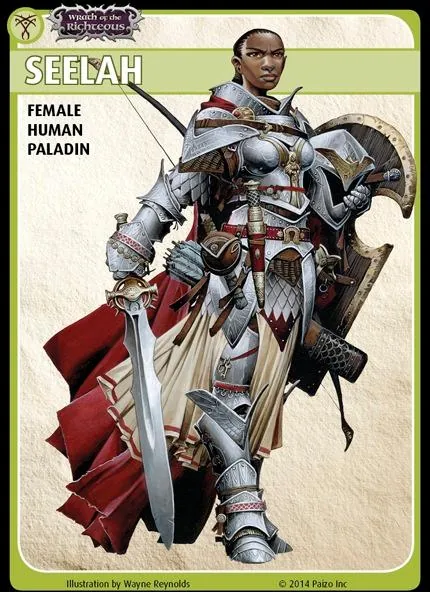 Wrath of the
Righteous
SEELAH
FEMALE
HUMAN
PALADIN
Illustration by Wayne Reynolds
© 2014 Paizo Inc